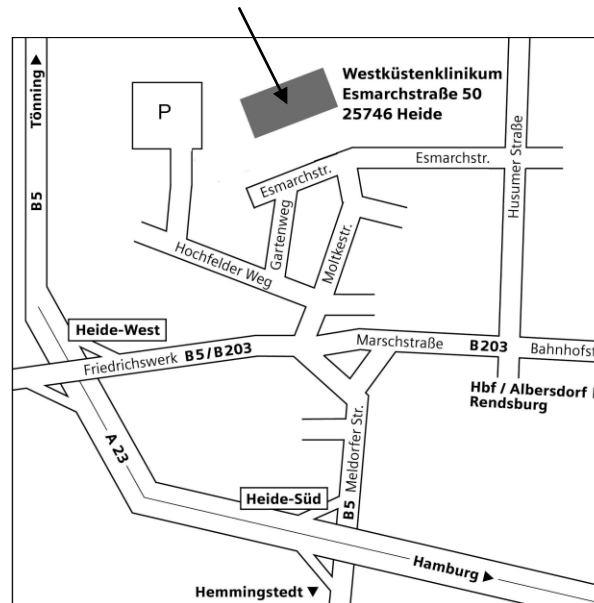 Westküstenklinikum
Esmarchstraße 50
25746 Heide
P
Tönning
B5
Esmarchstr.
Husumer Straße
Esmarchstr.
Gartenweg
Moltkestr.
Hochfelder Weg
Heide-West
Friedrichswerk B5/B203
Marschstraße B203
Hbf / Albersdorf
Rendsburg
A 23
B5 Meldorfer Str.
Heide-Süd
Hamburg
Hemmingstedt